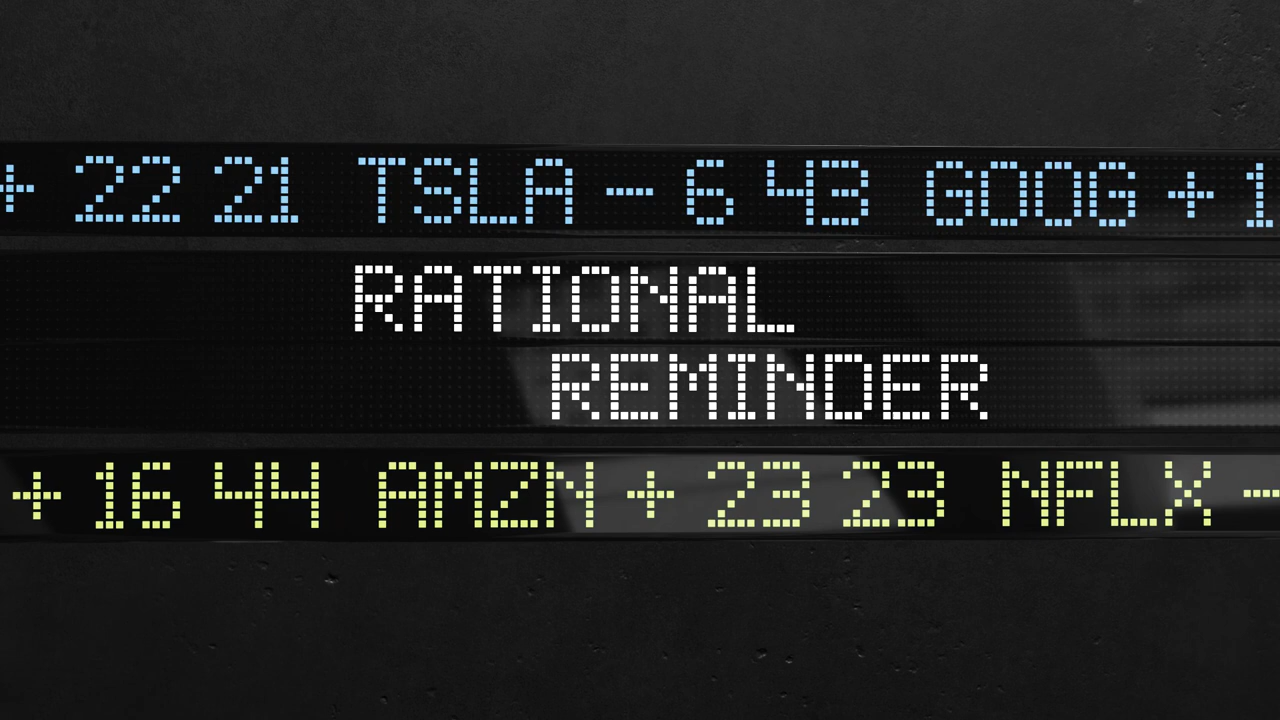 + 22 21 TSLA - 6 43 GOOG + 1
RATIONAL
REMINDER
+ 16 44 AMZN + 23 23 NFLX -